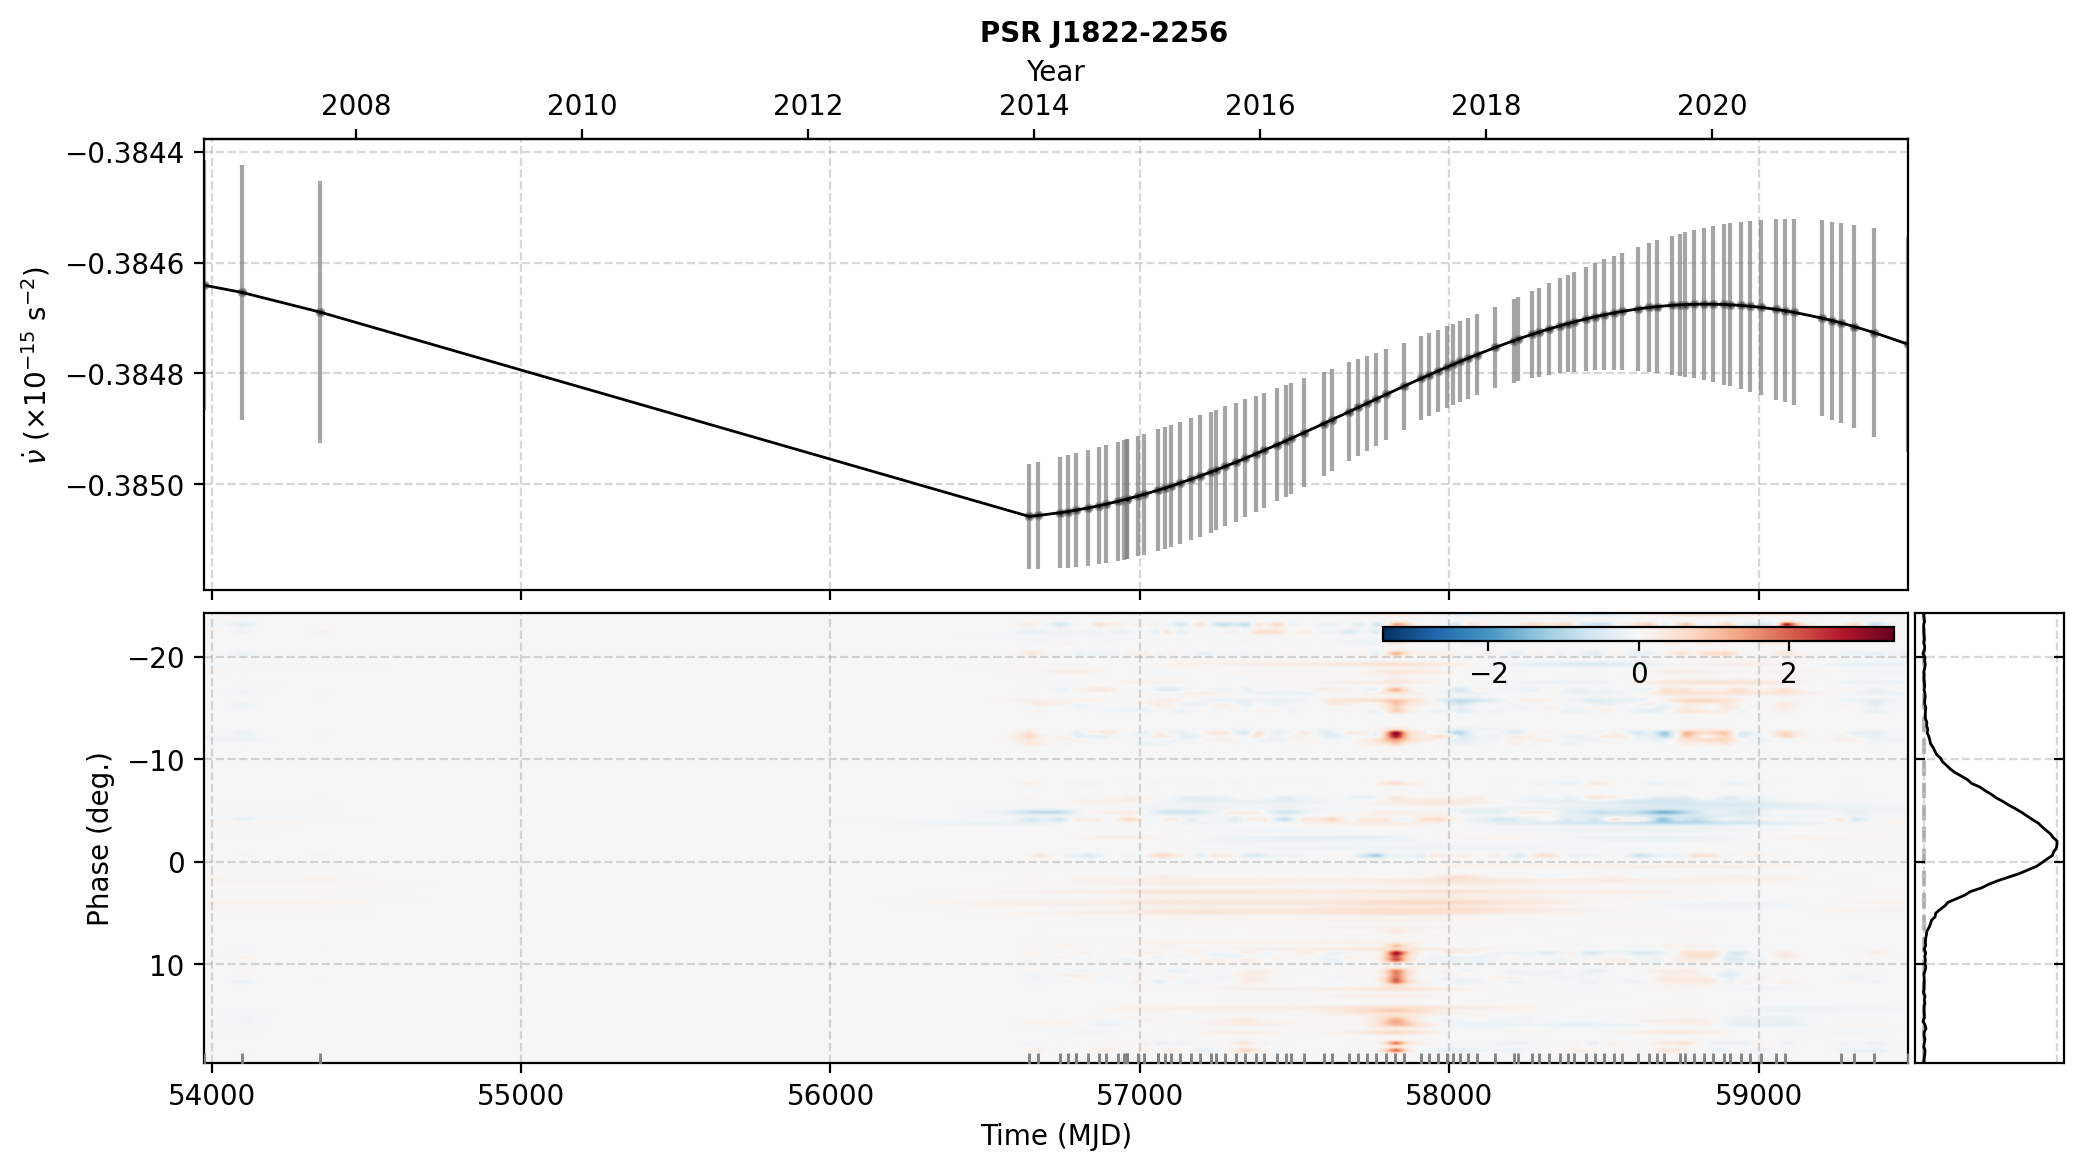 PSR J1822-2256
Year
2008 2010 2012 2014 2016 2018 2020
−0.3844
−0.3846
−0.3848
−0.3850
ν̇ (×10⁻¹⁵ s⁻²)
−2 0 2
−20
−10
0
10
Phase (deg.)
54000 55000 56000 57000 58000 59000
Time (MJD)